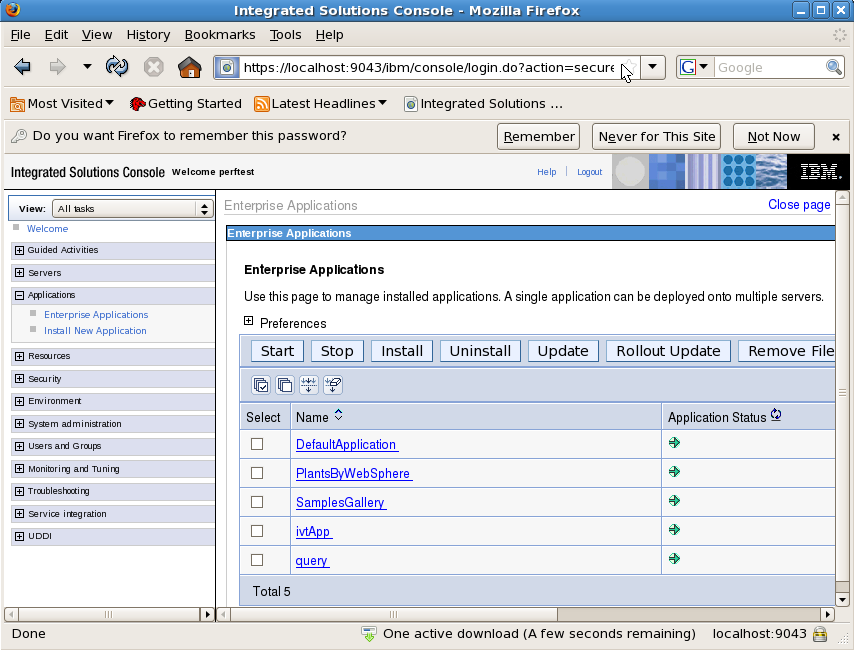 Integrated Solutions Console - Mozilla Firefox
File Edit View History Bookmarks Tools Help
https://localhost:9043/ibm/console/login.do?action=secure
G Google
Most Visited Getting Started Latest Headlines Integrated Solutions ...
Do you want Firefox to remember this password? Remember Never for This Site Not Now
Integrated Solutions Console Welcome perftest Help | Logout IBM.
View: All tasks
Welcome
Guided Activities
Servers
Applications
Enterprise Applications
Install New Application
Resources
Security
Environment
System administration
Users and Groups
Monitoring and Tuning
Troubleshooting
Service integration
UDDI
Enterprise Applications Close page
Enterprise Applications
Enterprise Applications
Use this page to manage installed applications. A single application can be deployed onto multiple servers.
Preferences
Start Stop Install Uninstall Update Rollout Update Remove File
Select Name Application Status
DefaultApplication
PlantsByWebSphere
SamplesGallery
ivtApp
query
Total 5
Done One active download (A few seconds remaining) localhost:9043